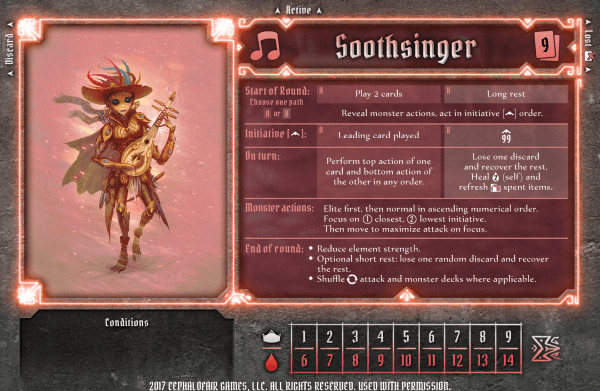 Active
Discard
Lost
Soothsinger
9
Start of Round:
Choose one path
A or B
A Play 2 cards
B Long rest
Reveal monster actions, act in initiative [ ] order.
Initiative [ ]:
A Leading card played
B 99
On turn:
Perform top action of one
card and bottom action of
the other in any order.
Lose one discard
and recover the rest.
Heal 2 (self) and
refresh spent items.
Monster actions:
Elite first, then normal in ascending numerical order.
Focus on 1 closest, 2 lowest initiative.
Then move to maximize attack on focus.
End of round:
Reduce element strength.
Optional short rest: lose one random discard and recover
the rest.
Shuffle attack and monster decks where applicable.
Conditions
1 2 3 4 5 6 7 8 9
6 7 8 9 10 11 12 13 14
2017 CEPHALOFAIR GAMES, LLC. ALL RIGHTS RESERVED. USED WITH PERMISSION.